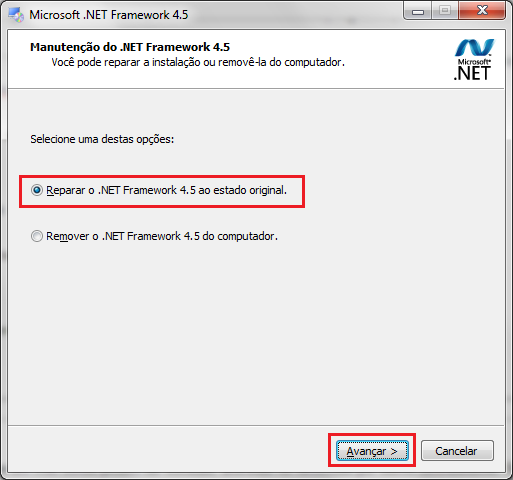 Microsoft .NET Framework 4.5
Manutenção do .NET Framework 4.5
Você pode reparar a instalação ou removê-la do computador.
Microsoft®
.NET
Selecione uma destas opções:
Reparar o .NET Framework 4.5 ao estado original.
Remover o .NET Framework 4.5 do computador.
Avançar >
Cancelar